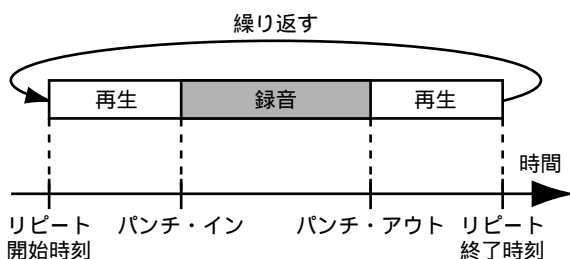 繰り返す
再生
録音
再生
時間
リピート
開始時刻
パンチ・イン
パンチ・アウト
リピート
終了時刻